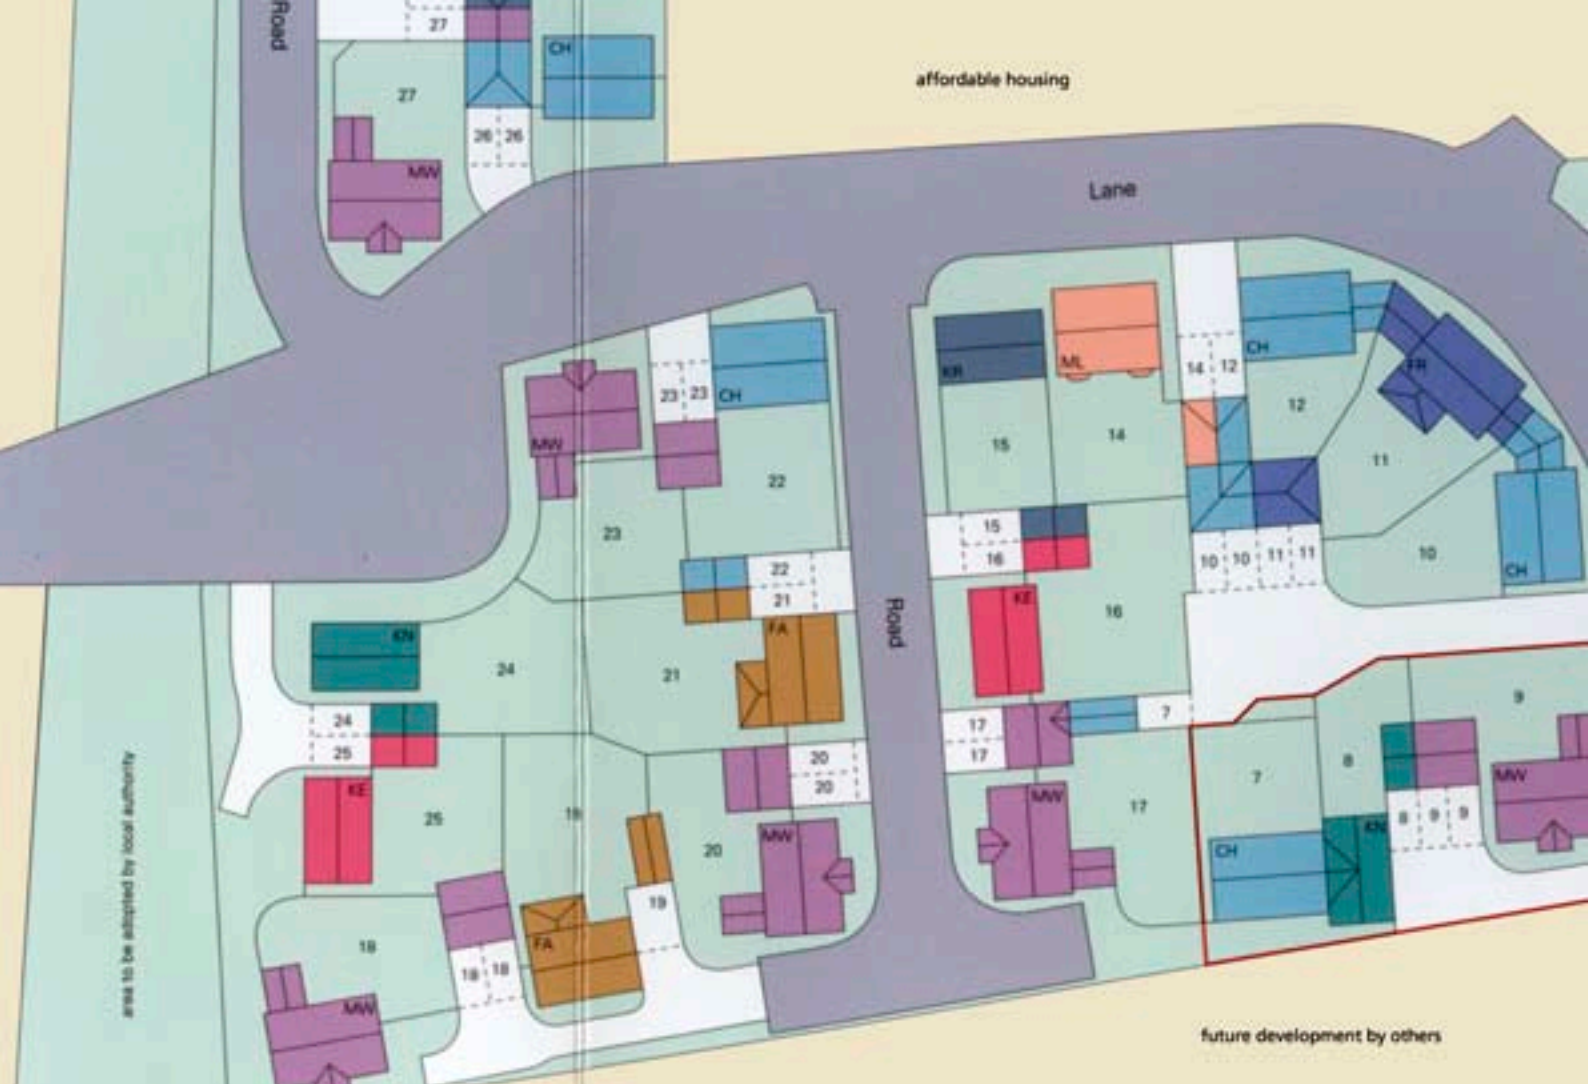 Road
27
CH
affordable housing
27
26 26
MW
Lane
CH
14 12
KR
ML
FR
23 23 CH
12
MW
15
14
11
22
23
15
10
16
10 10 11 11
CH
22
21
KE
16
FA
Road
KN
24
21
9
24
17
7
25
17
20
8
7
20
MW
KE
MW
25
19
17
8 9 9
20
MW
KN
CH
19
18
FA
18 18
MW
area to be adopted by local authority
future development by others